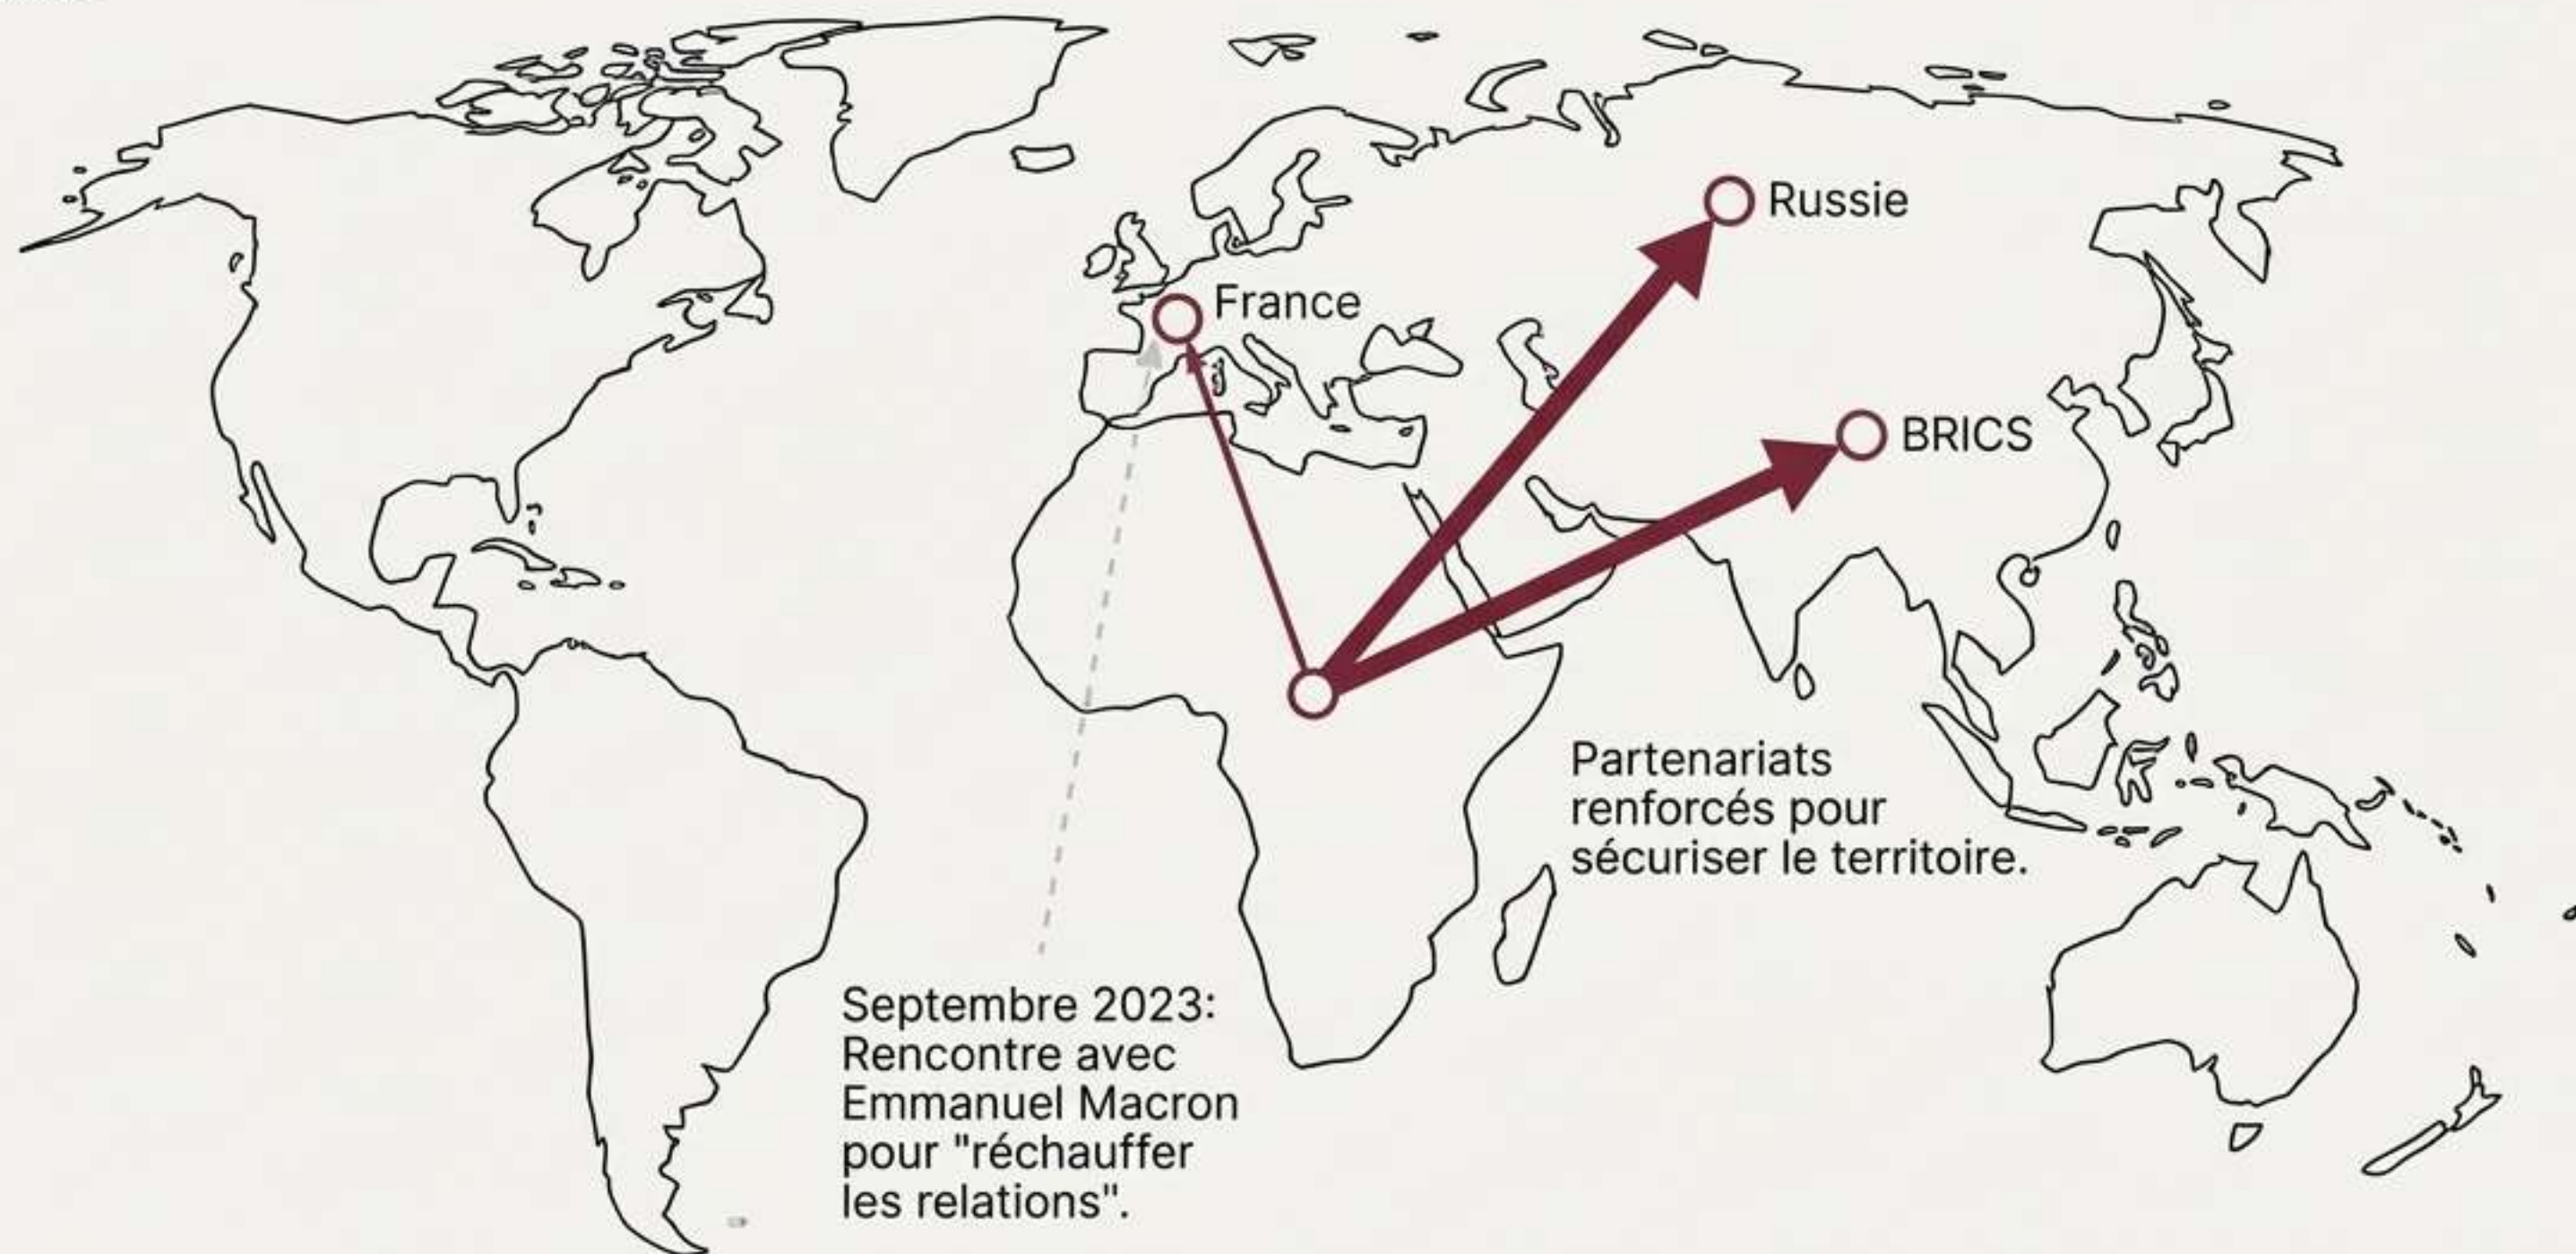 Russie
France
BRICS
Partenariats
renforcés pour
sécuriser le territoire.
Septembre 2023:
Rencontre avec
Emmanuel Macron
pour "réchauffer
les relations".